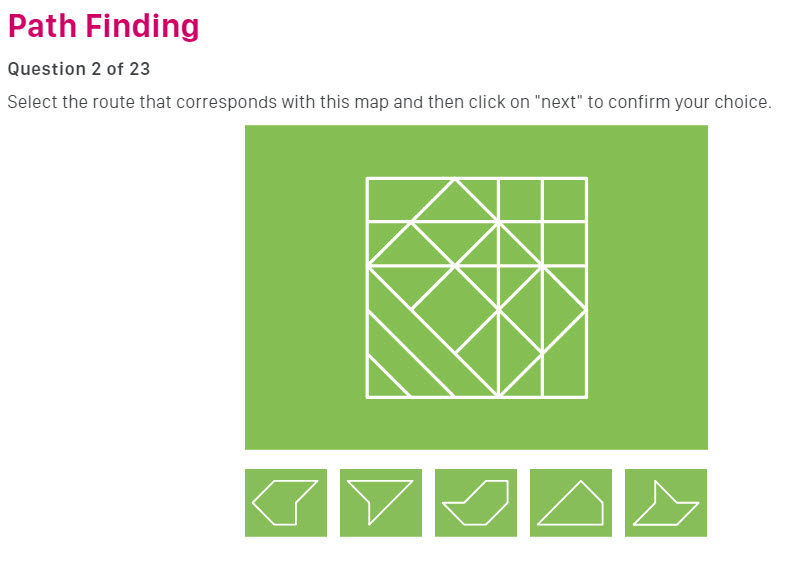 Path Finding
Question 2 of 23
Select the route that corresponds with this map and then click on "next" to confirm your choice.